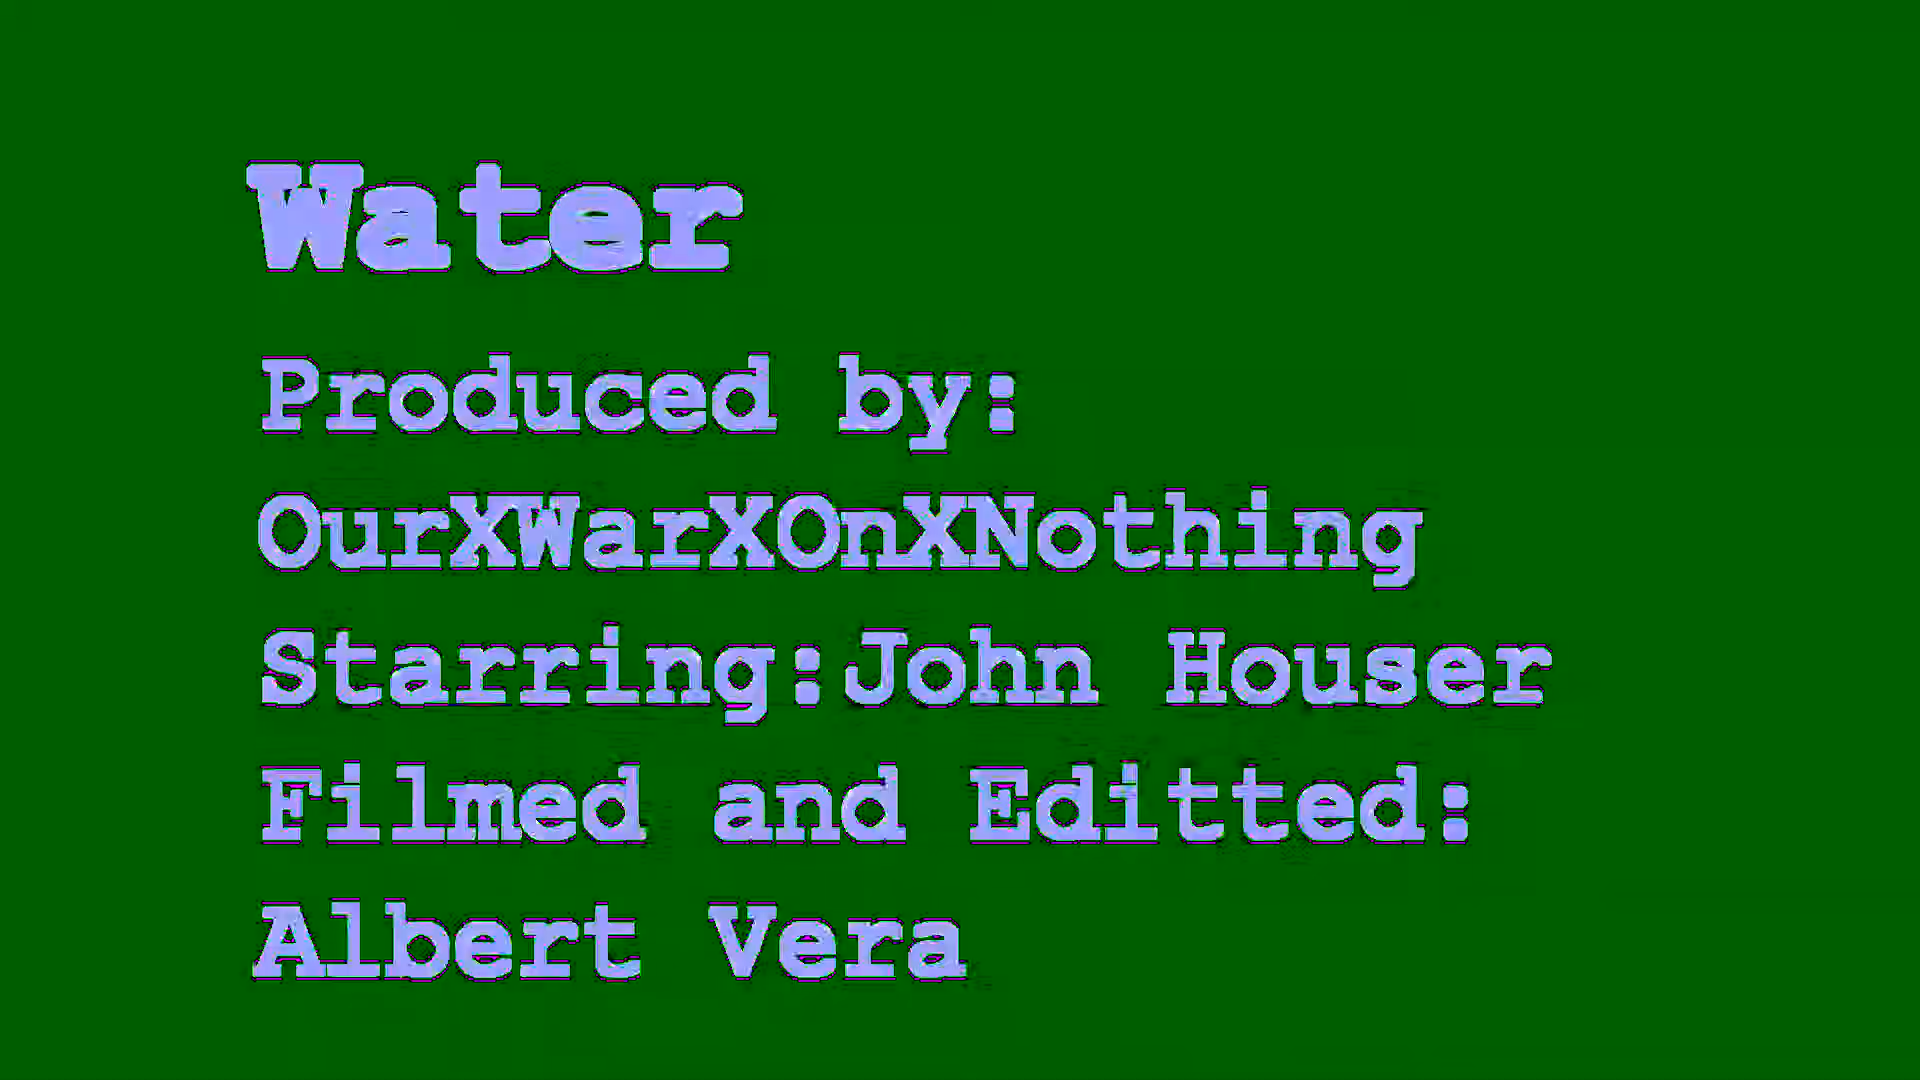 Water
Produced by:
OurXWarXOnXNothing
Starring:John Houser
Filmed and Editted:
Albert Vera